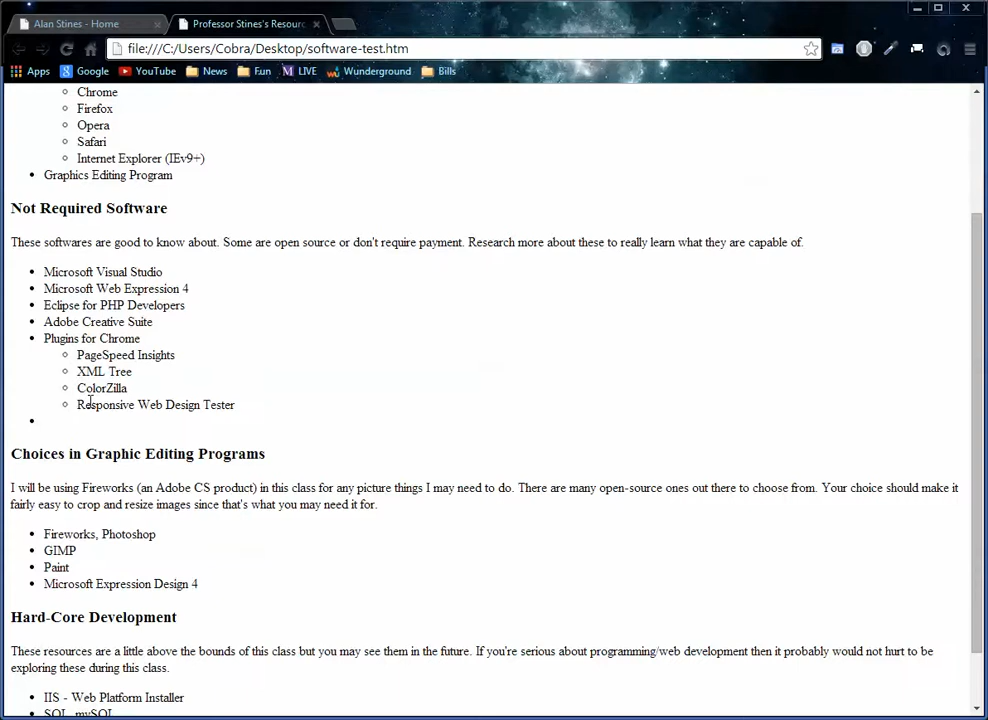 Alan Stines - Home
Professor Stines's Resourc
file:///C:/Users/Cobra/Desktop/software-test.htm
Apps Google YouTube News Fun LIVE Wunderground Bills
Chrome
Firefox
Opera
Safari
Internet Explorer (IEv9+)
Graphics Editing Program
Not Required Software
These softwares are good to know about. Some are open source or don't require payment. Research more about these to really learn what they are capable of.
Microsoft Visual Studio
Microsoft Web Expression 4
Eclipse for PHP Developers
Adobe Creative Suite
Plugins for Chrome
PageSpeed Insights
XML Tree
ColorZilla
Responsive Web Design Tester
Choices in Graphic Editing Programs
I will be using Fireworks (an Adobe CS product) in this class for any picture things I may need to do. There are many open-source ones out there to choose from. Your choice should make it
fairly easy to crop and resize images since that's what you may need it for.
Fireworks, Photoshop
GIMP
Paint
Microsoft Expression Design 4
Hard-Core Development
These resources are a little above the bounds of this class but you may see them in the future. If you're serious about programming/web development then it probably would not hurt to be
exploring these during this class.
IIS - Web Platform Installer
SQL, mySQL